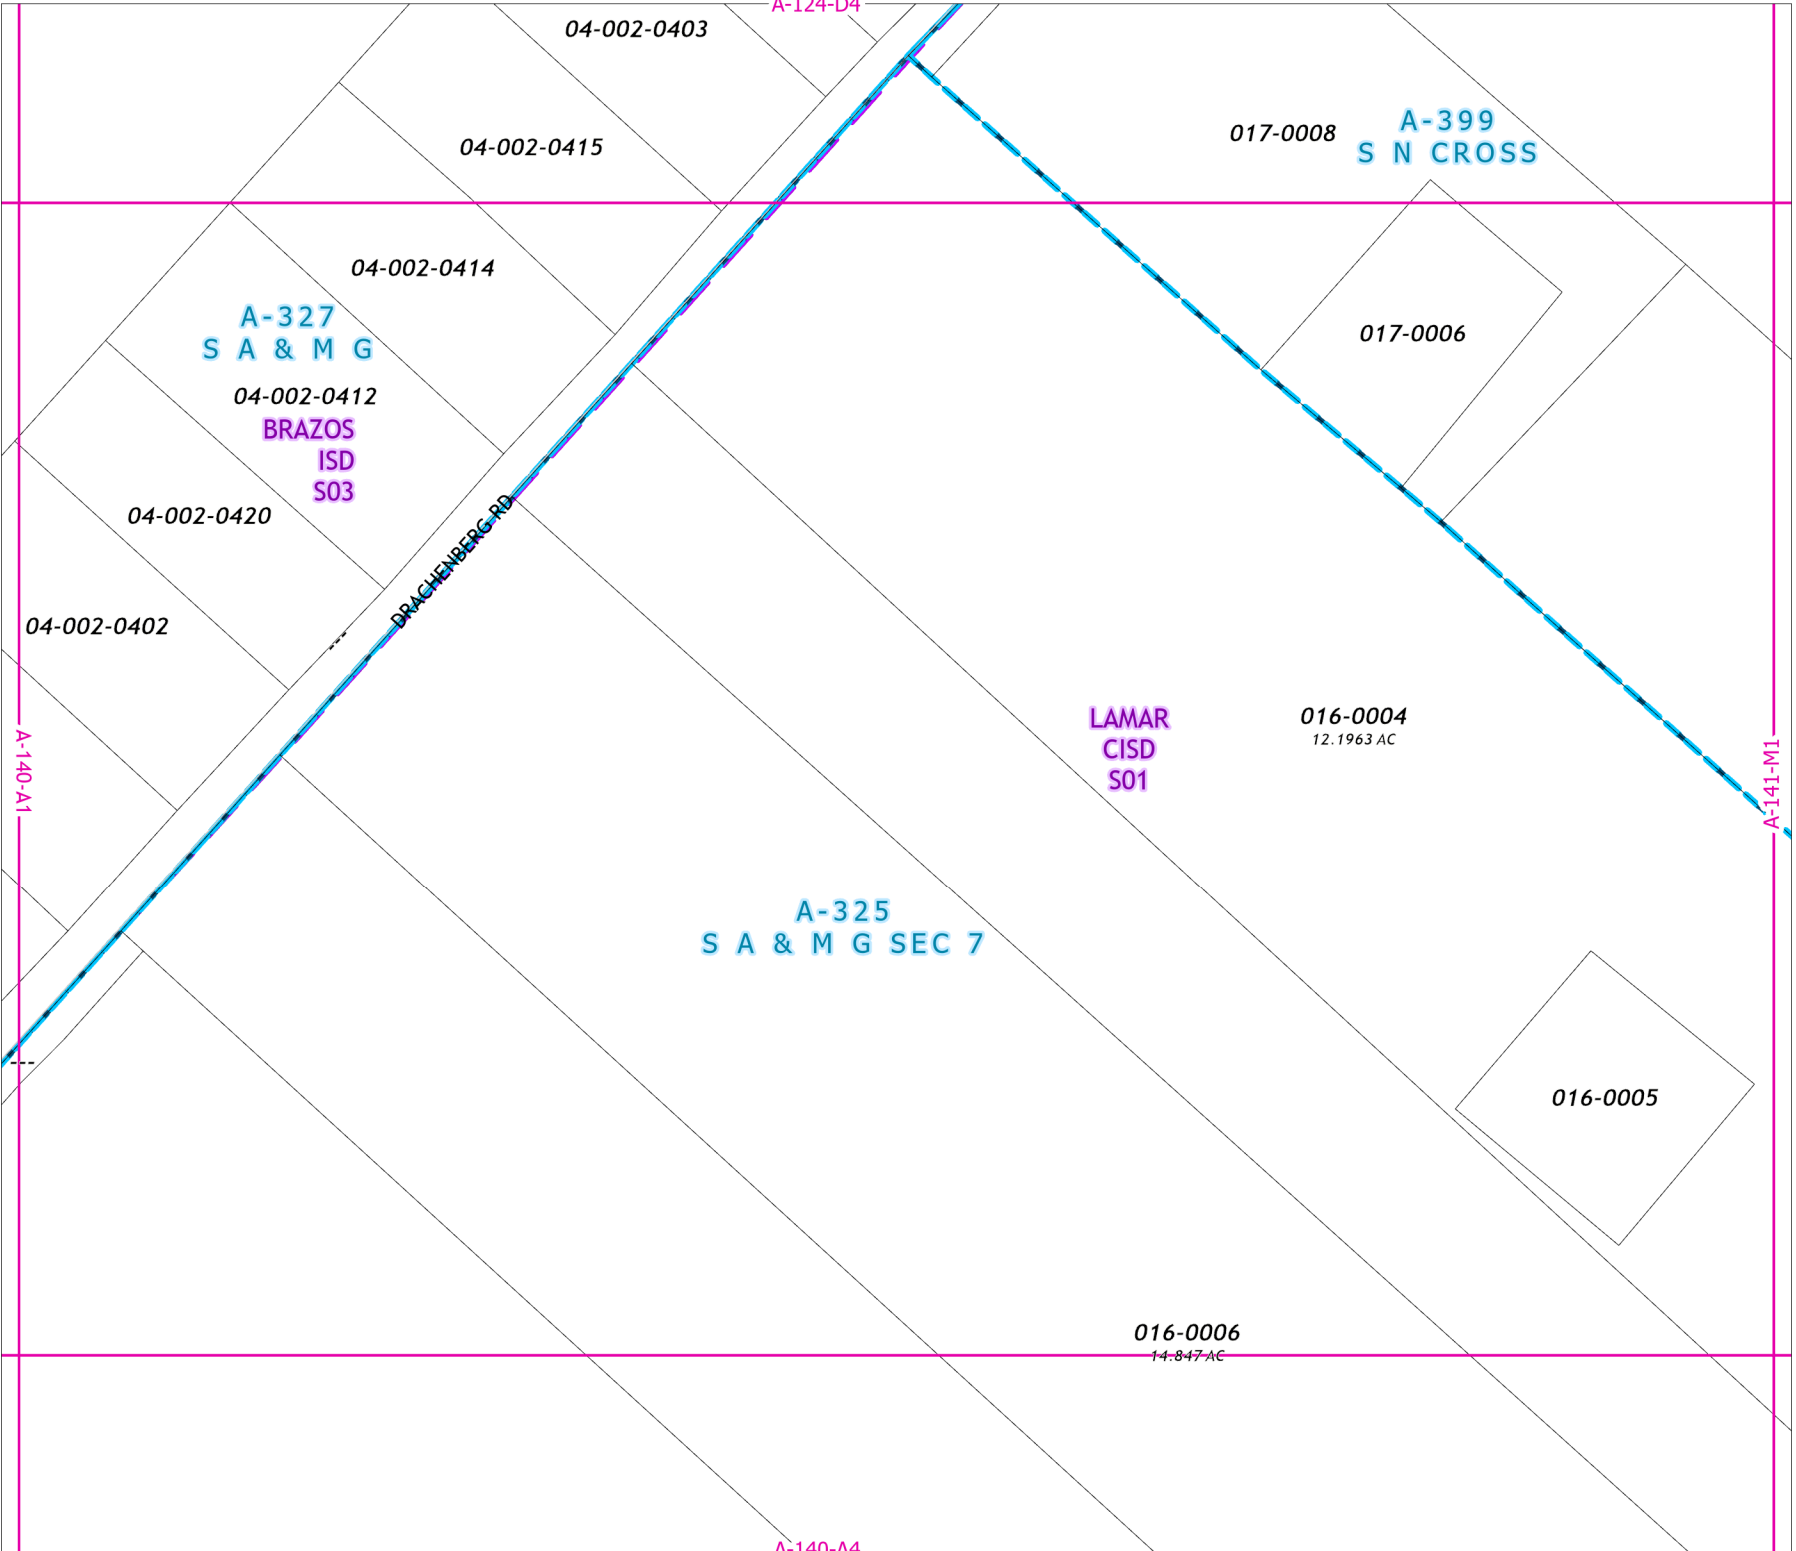 A-124-D4
04-002-0403
A-399
S N CROSS
017-0008
04-002-0415
04-002-0414
A-327
S A & M G
017-0006
04-002-0412
BRAZOS
ISD
S03
04-002-0420
DRACHENBERG RD
04-002-0402
LAMAR
CISD
S01
016-0004
12.1963 AC
A-140-A1
A-141-M1
A-325
S A & M G SEC 7
016-0005
016-0006
14.847 AC
A-140-A4